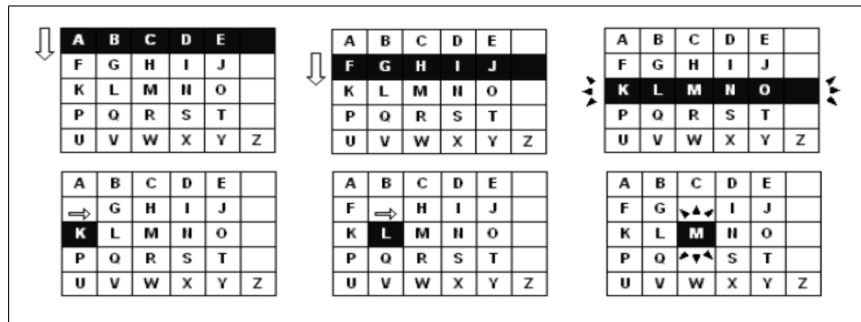 A B C D E
F G H I J
K L M N O
P Q R S T
U V W X Y Z
A B C D E
F G H I J
K L M N O
P Q R S T
U V W X Y Z
A B C D E
F G H I J
K L M N O
P Q R S T
U V W X Y Z
A B C D E
G H I J
K L M N O
P Q R S T
U V W X Y Z
A B C D E
F H I J
K L M N O
P Q R S T
U V W X Y Z
A B C D E
F G I J
K L M N O
P Q S T
U V W X Y Z